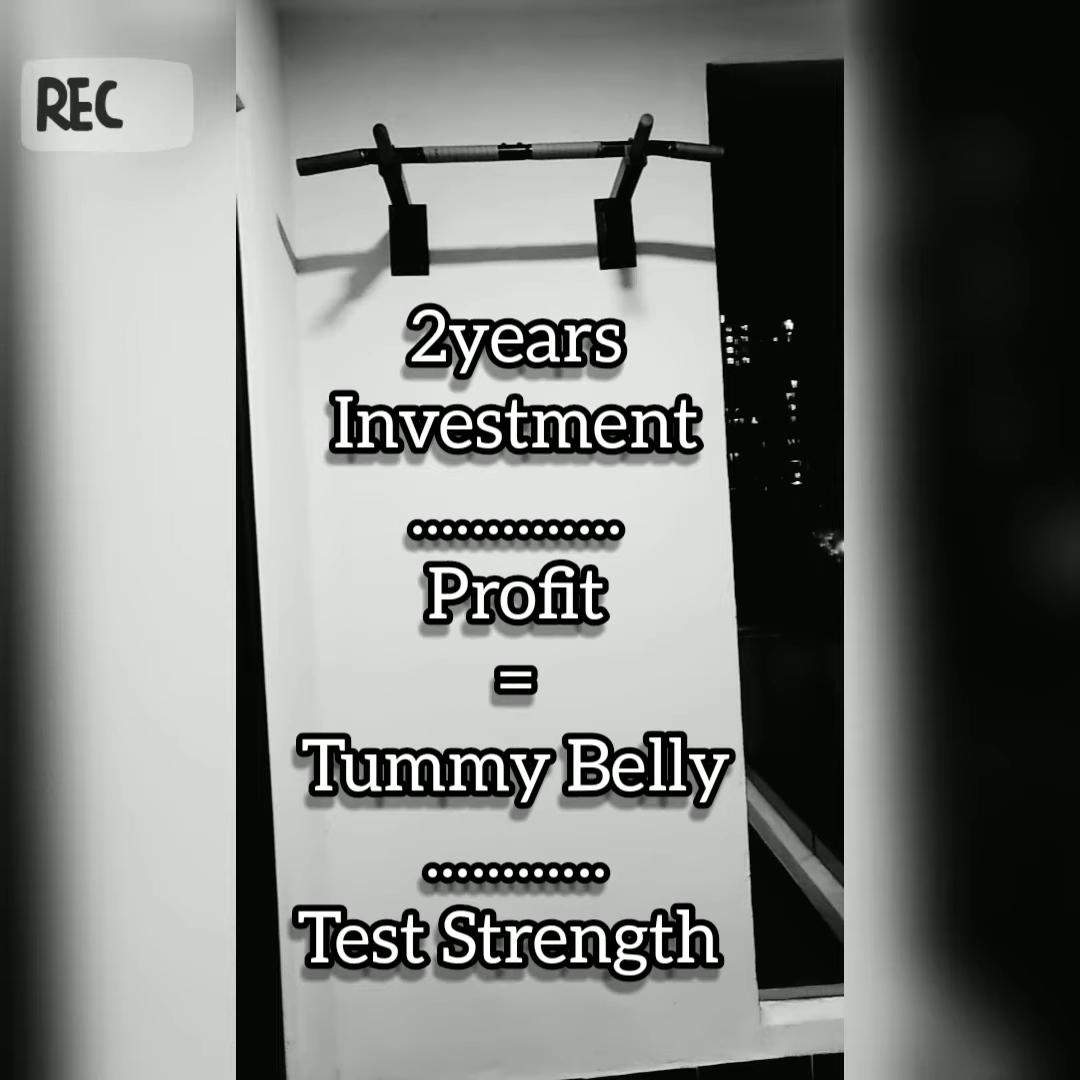 REC
2years
Investment
..............
Profit
=
Tummy Belly
............
Test Strength